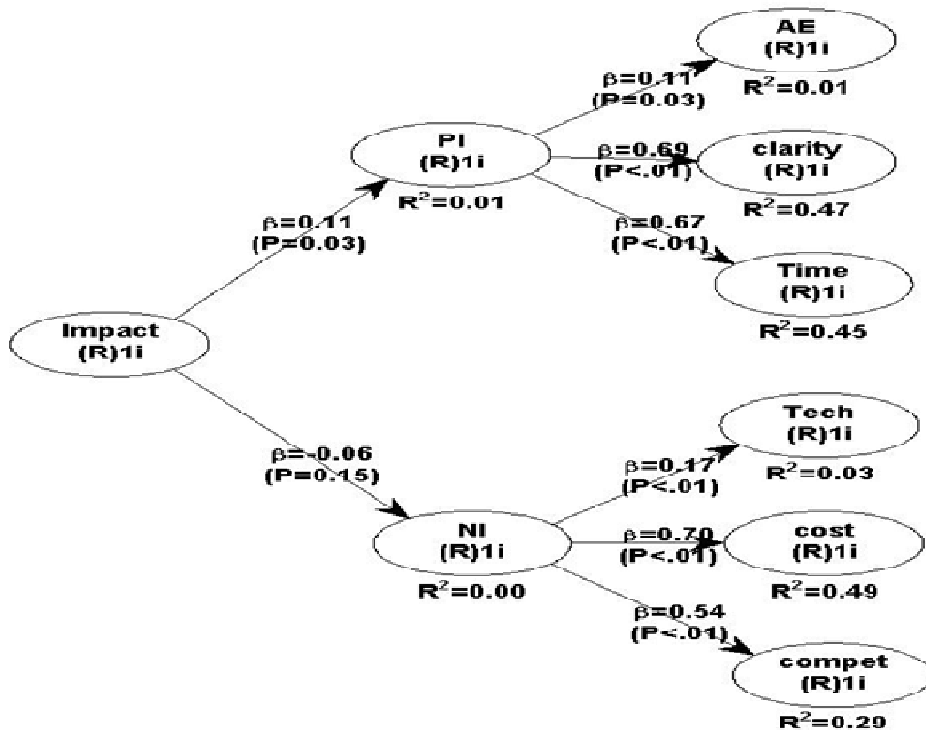 AE
(R)1i
R²=0.01
β=0.11
(P=0.03)
PI
(R)1i
R²=0.01
β=0.69
(P<.01)
clarity
(R)1i
R²=0.47
β=0.67
(P<.01)
Time
(R)1i
R²=0.45
β=0.11
(P=0.03)
Impact
(R)1i
β=-0.06
(P=0.15)
NI
(R)1i
R²=0.00
β=0.17
(P<.01)
Tech
(R)1i
R²=0.03
β=0.70
(P<.01)
cost
(R)1i
R²=0.49
β=0.54
(P<.01)
compet
(R)1i
R²=0.29